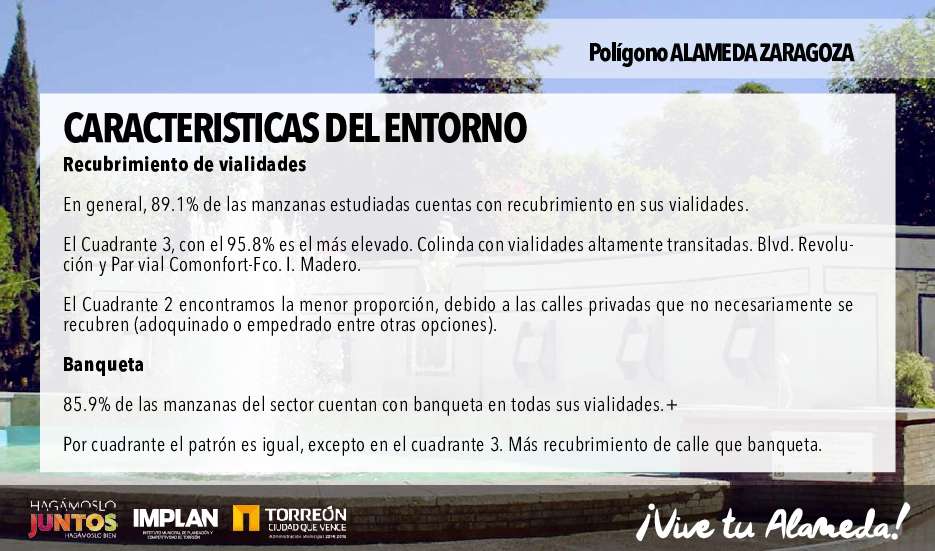 Polígono ALAMEDA ZARAGOZA
CARACTERISTICAS DEL ENTORNO
Recubrimiento de vialidades
En general, 89.1% de las manzanas estudiadas cuentas con recubrimiento en sus vialidades.
El Cuadrante 3, con el 95.8% es el más elevado. Colinda con vialidades altamente transitadas. Blvd. Revolu-
ción y Par vial Comonfort-Fco. I. Madero.
El Cuadrante 2 encontramos la menor proporción, debido a las calles privadas que no necesariamente se
recubren (adoquinado o empedrado entre otras opciones).
Banqueta
85.9% de las manzanas del sector cuentan con banqueta en todas sus vialidades.+
Por cuadrante el patrón es igual, excepto en el cuadrante 3. Más recubrimiento de calle que banqueta.
HAGÁMOSLO
JUNTOS
HAGÁMOSLO BIEN
IMPLAN
INSTITUTO MUNICIPAL DE PLANEACIÓN Y
COMPETITIVIDAD DE TORREÓN
TORREÓN
CIUDAD QUE VENCE
Administración Municipal 2014-2018
¡Vive tu Alameda!